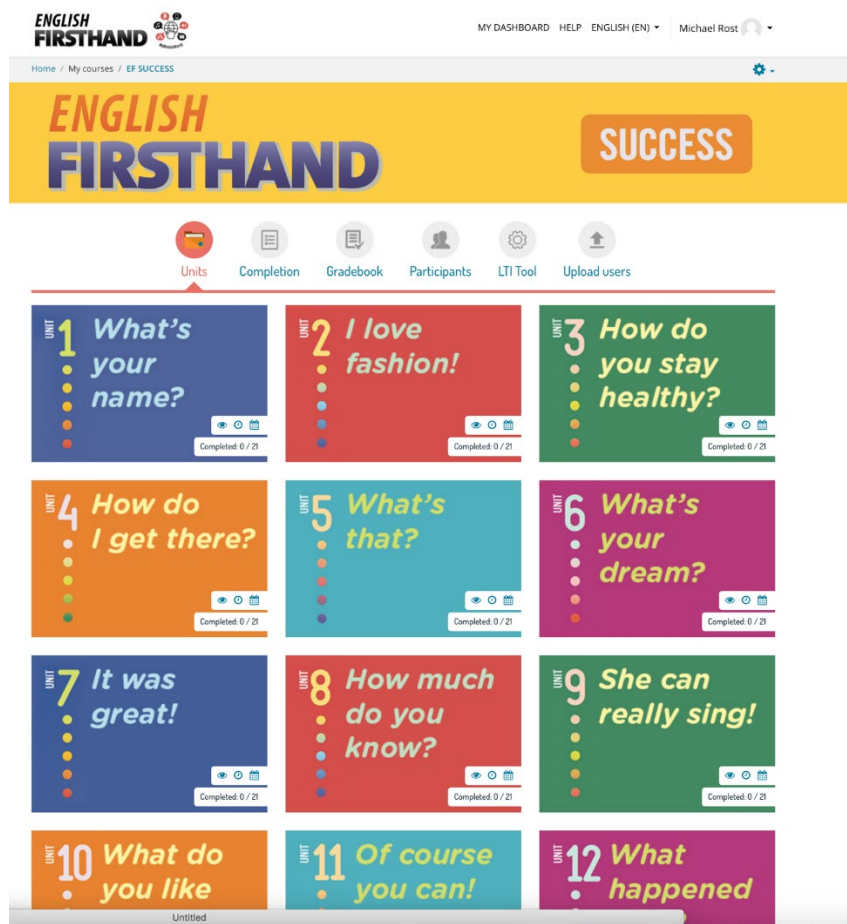 ENGLISH
FIRSTHAND
MY DASHBOARD HELP ENGLISH (EN) Michael Rost
Home / My courses / EF SUCCESS
ENGLISH
FIRSTHAND
SUCCESS
Units Completion Gradebook Participants LTI Tool Upload users
UNIT 1 What's
your
name?
Completed: 0 / 21
UNIT 2 I love
fashion!
Completed: 0 / 21
UNIT 3 How do
you stay
healthy?
Completed: 0 / 21
UNIT 4 How do
I get there?
Completed: 0 / 21
UNIT 5 What's
that?
Completed: 0 / 21
UNIT 6 What's
your
dream?
Completed: 0 / 21
UNIT 7 It was
great!
Completed: 0 / 21
UNIT 8 How much
do you
know?
Completed: 0 / 21
UNIT 9 She can
really sing!
Completed: 0 / 21
UNIT 10 What do
you like
UNIT 11 Of course
you can!
UNIT 12 What
happened
Untitled